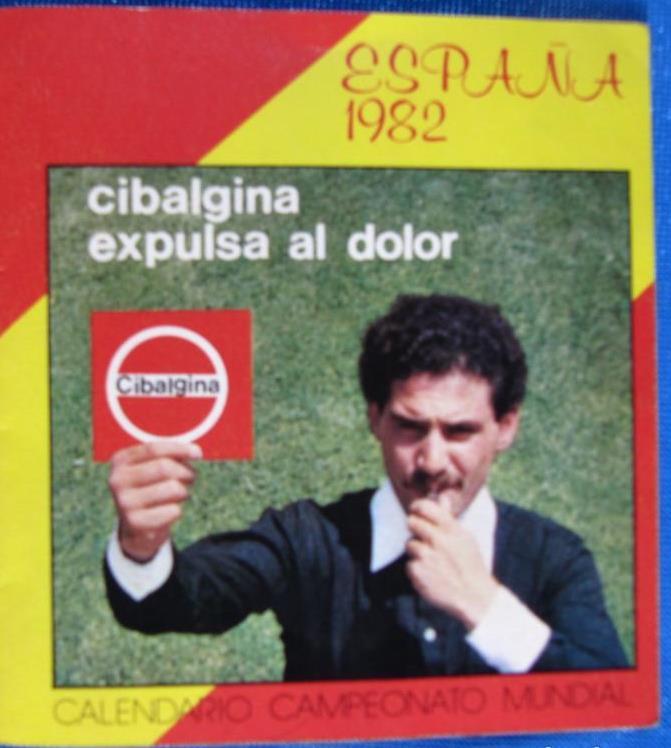 ESPAÑA
1982
cibalgina
expulsa al dolor
Cibalgina
CALENDARIO CAMPEONATO MUNDIAL